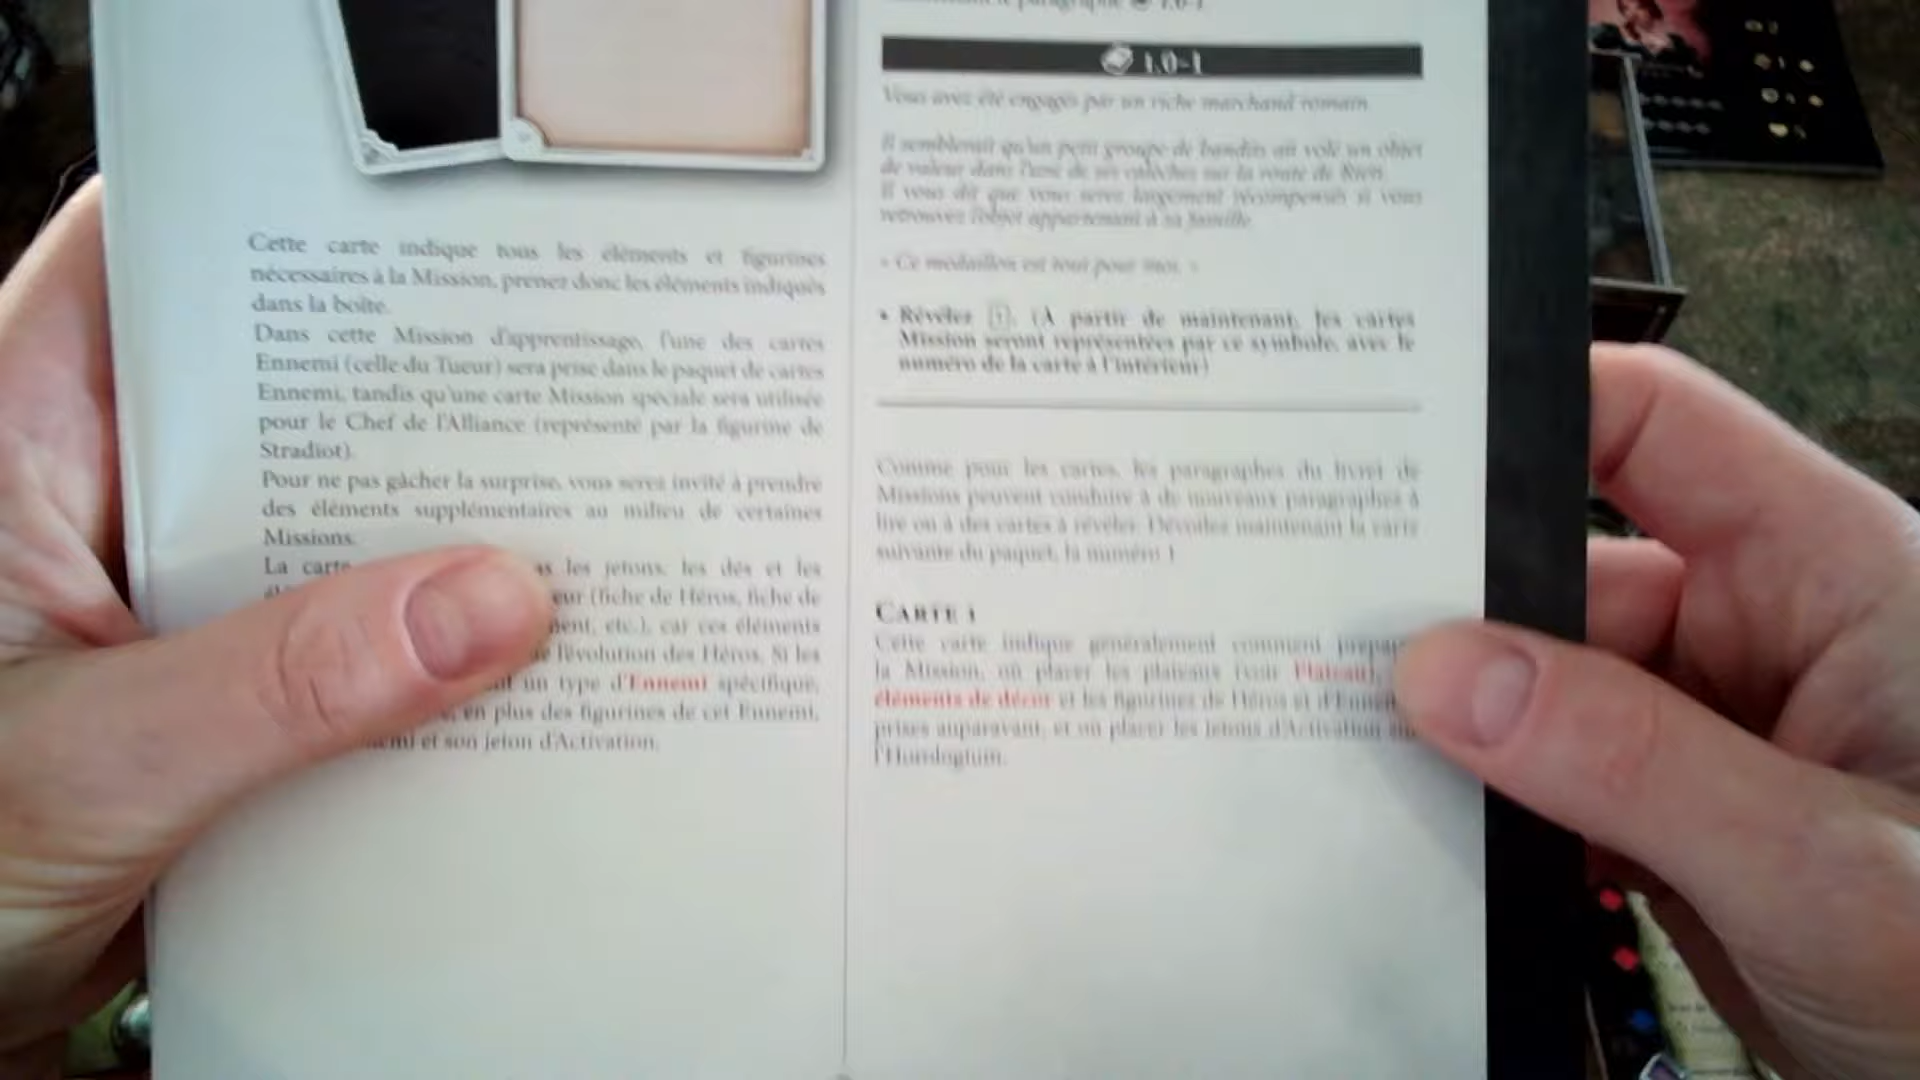 Cette carte indique tous les éléments et figurines
nécessaires à la Mission, prenez donc les éléments indiqués
dans la boîte.
Dans cette Mission d'apprentissage, l'une des cartes
Ennemi (celle du Tueur) sera prise dans le paquet de cartes
Ennemi, tandis qu'une carte Mission spéciale sera utilisée
pour le Chef de l'Alliance (représenté par la figurine de
Stradiot).
Pour ne pas gâcher la surprise, vous serez invité à prendre
des éléments supplémentaires au milieu de certaines
Missions.
La carte les jetons, les dés et les
(fiche de Héros, fiche de
etc.), car ces éléments
l'évolution des Héros. Si les
un type d'Ennemi spécifique,
en plus des figurines de cet Ennemi,
et son jeton d'Activation.
1.0-1
Vous avez été engagés par un riche marchand romain.
Il semblerait qu'un petit groupe de bandits ait volé un objet
de valeur dans l'une de ses calèches sur la route de
Il vous dit que vous serez largement récompensés si vous
retrouvez l'objet appartenant à sa famille.
« Ce médaillon est tout pour moi. »
• Révélez 1. (À partir de maintenant, les cartes
Mission seront représentées par ce symbole, avec le
numéro de la carte à l'intérieur)
Comme pour les cartes, les paragraphes du livret de
Missions peuvent conduire à de nouveaux paragraphes à
lire ou à des cartes à révéler. Dévoilez maintenant la carte
suivante du paquet, la numéro 1
CARTE 1
Cette carte indique généralement comment
la Mission, où placer les plateaux (voir Plateau),
éléments de décor et les figurines de Héros et
prises auparavant, et où placer les jetons d'Activation
l'Horologium.